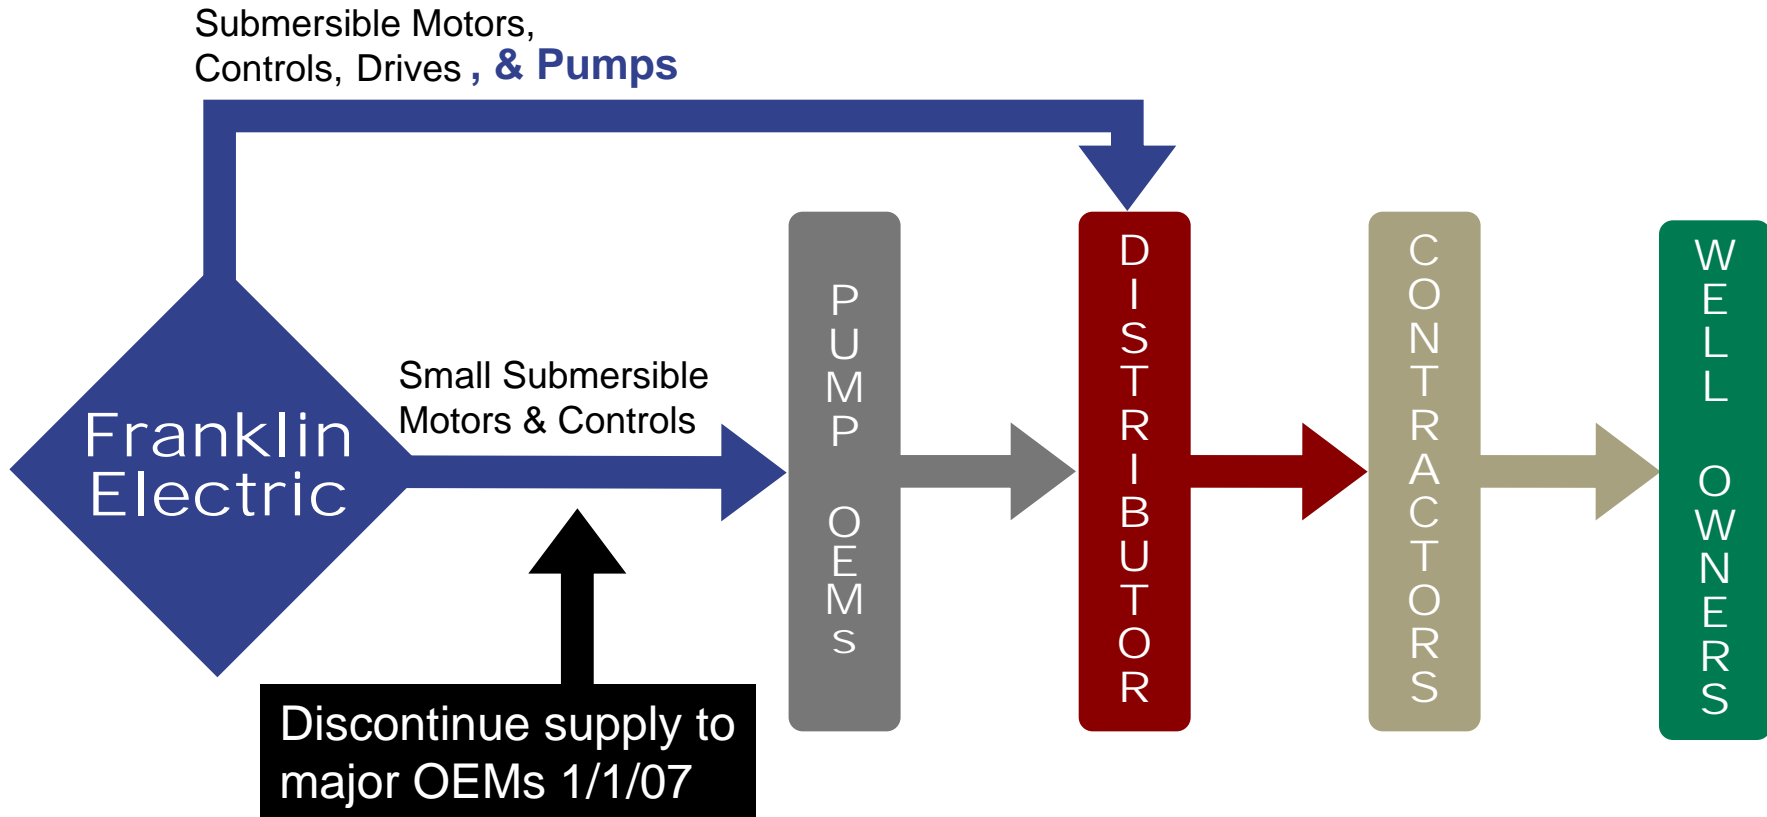 Submersible Motors,
Controls, Drives , & Pumps
Small Submersible
Motors & Controls
Franklin
Electric
Discontinue supply to
major OEMs 1/1/07
PUMP OEMs
DISTRIBUTOR
CONTRACTORS
WELL OWNERS